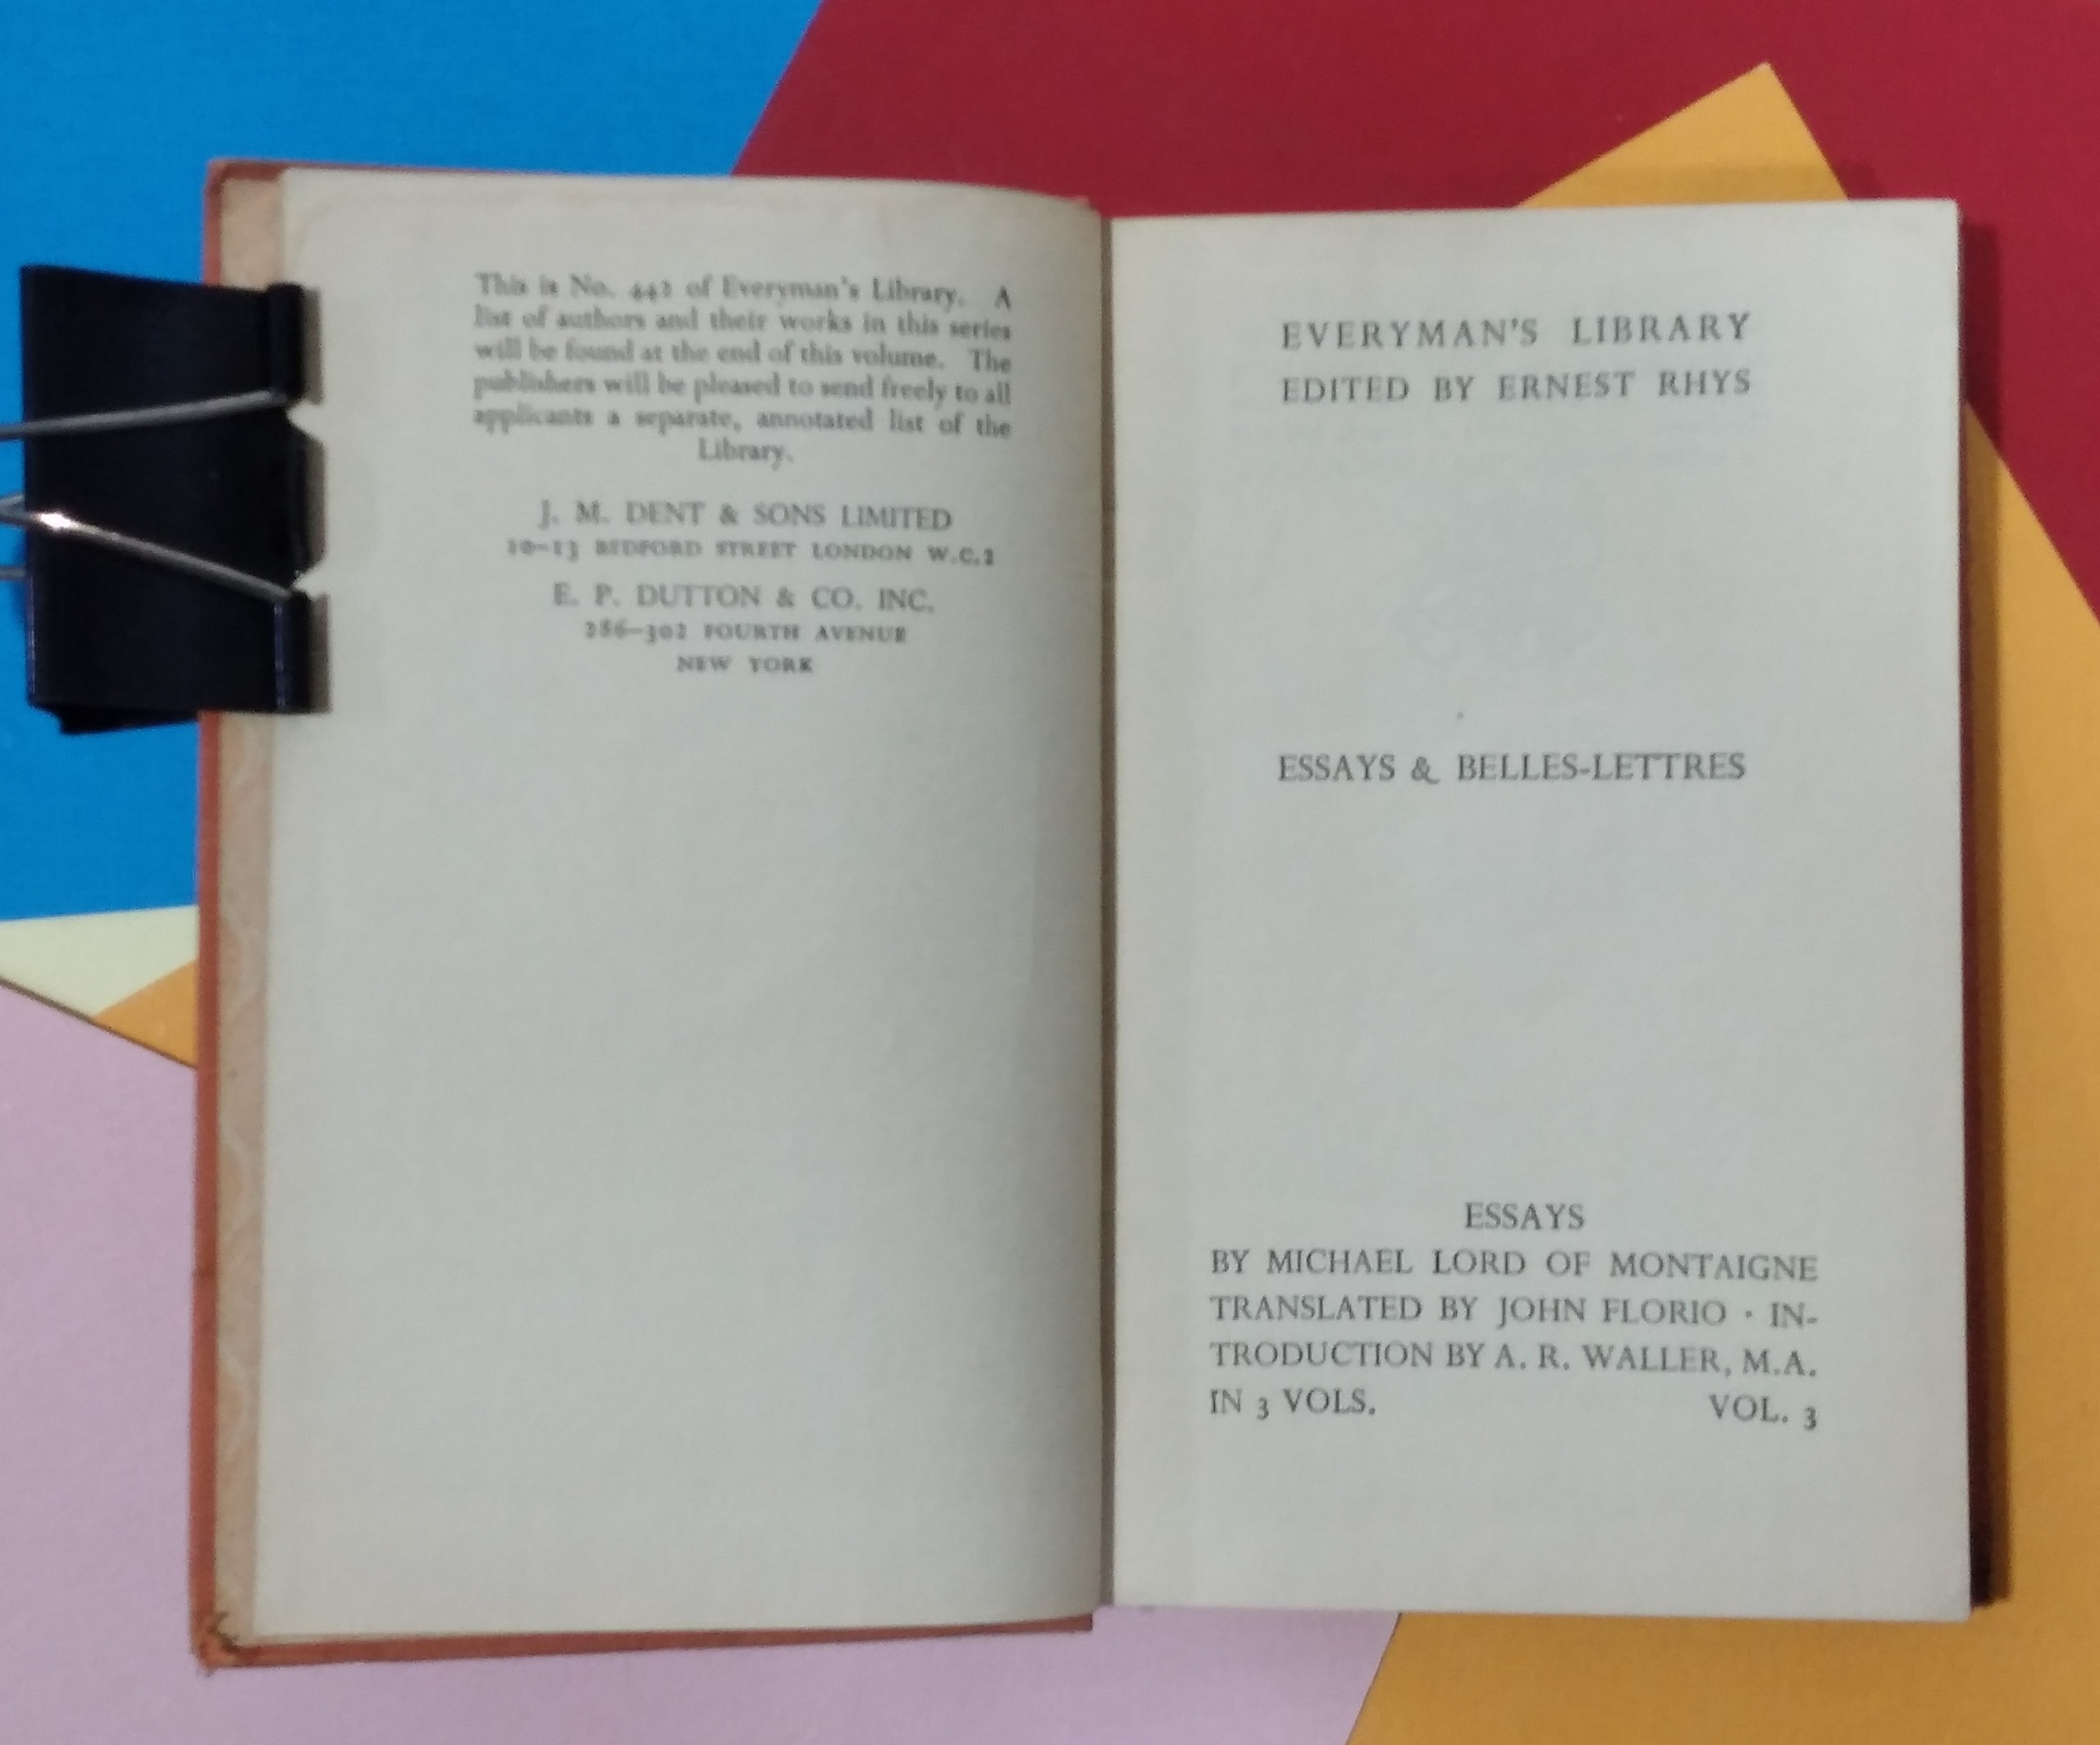 This is No. 442 of Everyman's Library. A
list of authors and their works in this series
will be found at the end of this volume. The
publishers will be pleased to send freely to all
applicants a separate, annotated list of the
Library.
J. M. DENT & SONS LIMITED
10–13 BEDFORD STREET LONDON W.C.2
E. P. DUTTON & CO. INC.
286–302 FOURTH AVENUE
NEW YORK
EVERYMAN'S LIBRARY
EDITED BY ERNEST RHYS
ESSAYS & BELLES-LETTRES
ESSAYS
BY MICHAEL LORD OF MONTAIGNE
TRANSLATED BY JOHN FLORIO · IN-
TRODUCTION BY A. R. WALLER, M.A.
IN 3 VOLS. VOL. 3